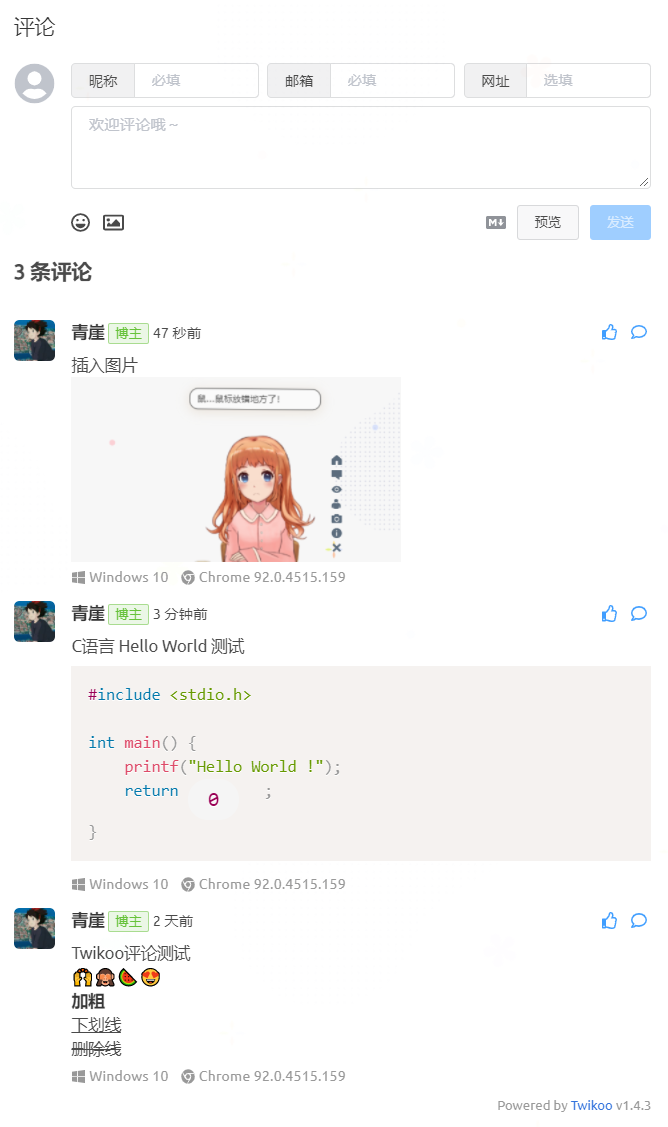 评论
昵称 必填 邮箱 必填 网址 选填
欢迎评论哦~
M↓ 预览 发送
3 条评论
青崖 博主 47 秒前
插入图片
鼠...鼠标放错地方了!
Windows 10 Chrome 92.0.4515.159
青崖 博主 3 分钟前
C语言 Hello World 测试
#include <stdio.h>
int main() {
printf("Hello World !");
return 0 ;
}
Windows 10 Chrome 92.0.4515.159
青崖 博主 2 天前
Twikoo评论测试
🙌🙈🍉😍
加粗
下划线
删除线
Windows 10 Chrome 92.0.4515.159
Powered by Twikoo v1.4.3